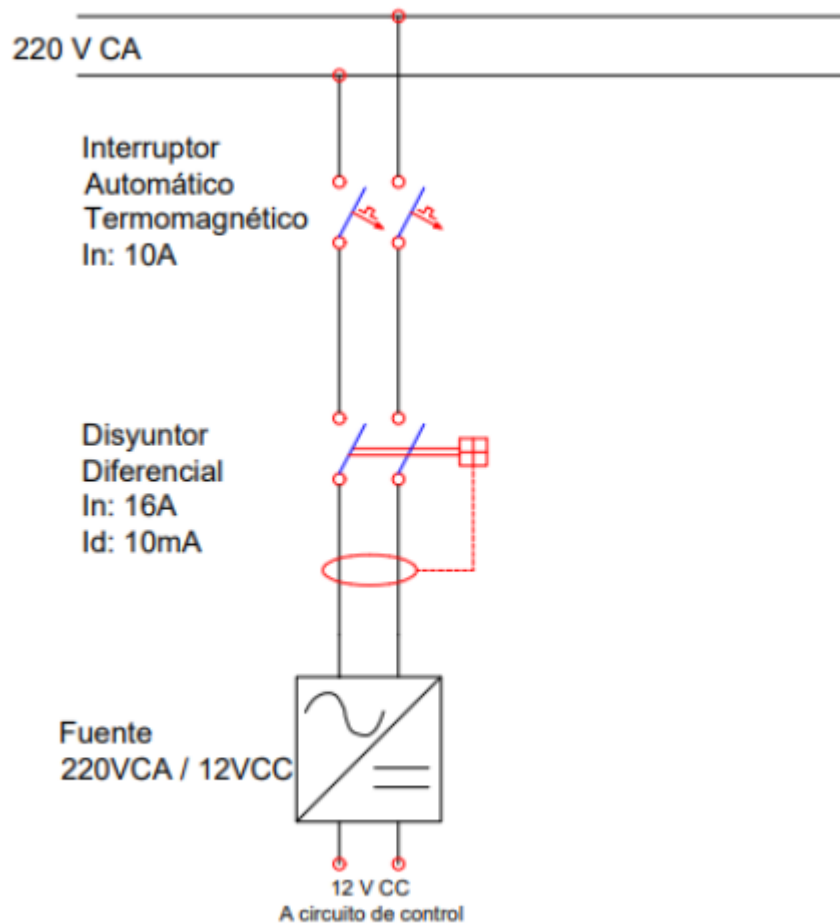 220 V CA
Interruptor
Automático
Termomagnético
In: 10A
Disyuntor
Diferencial
In: 16A
Id: 10mA
Fuente
220VCA / 12VCC
12 V CC
A circuito de control